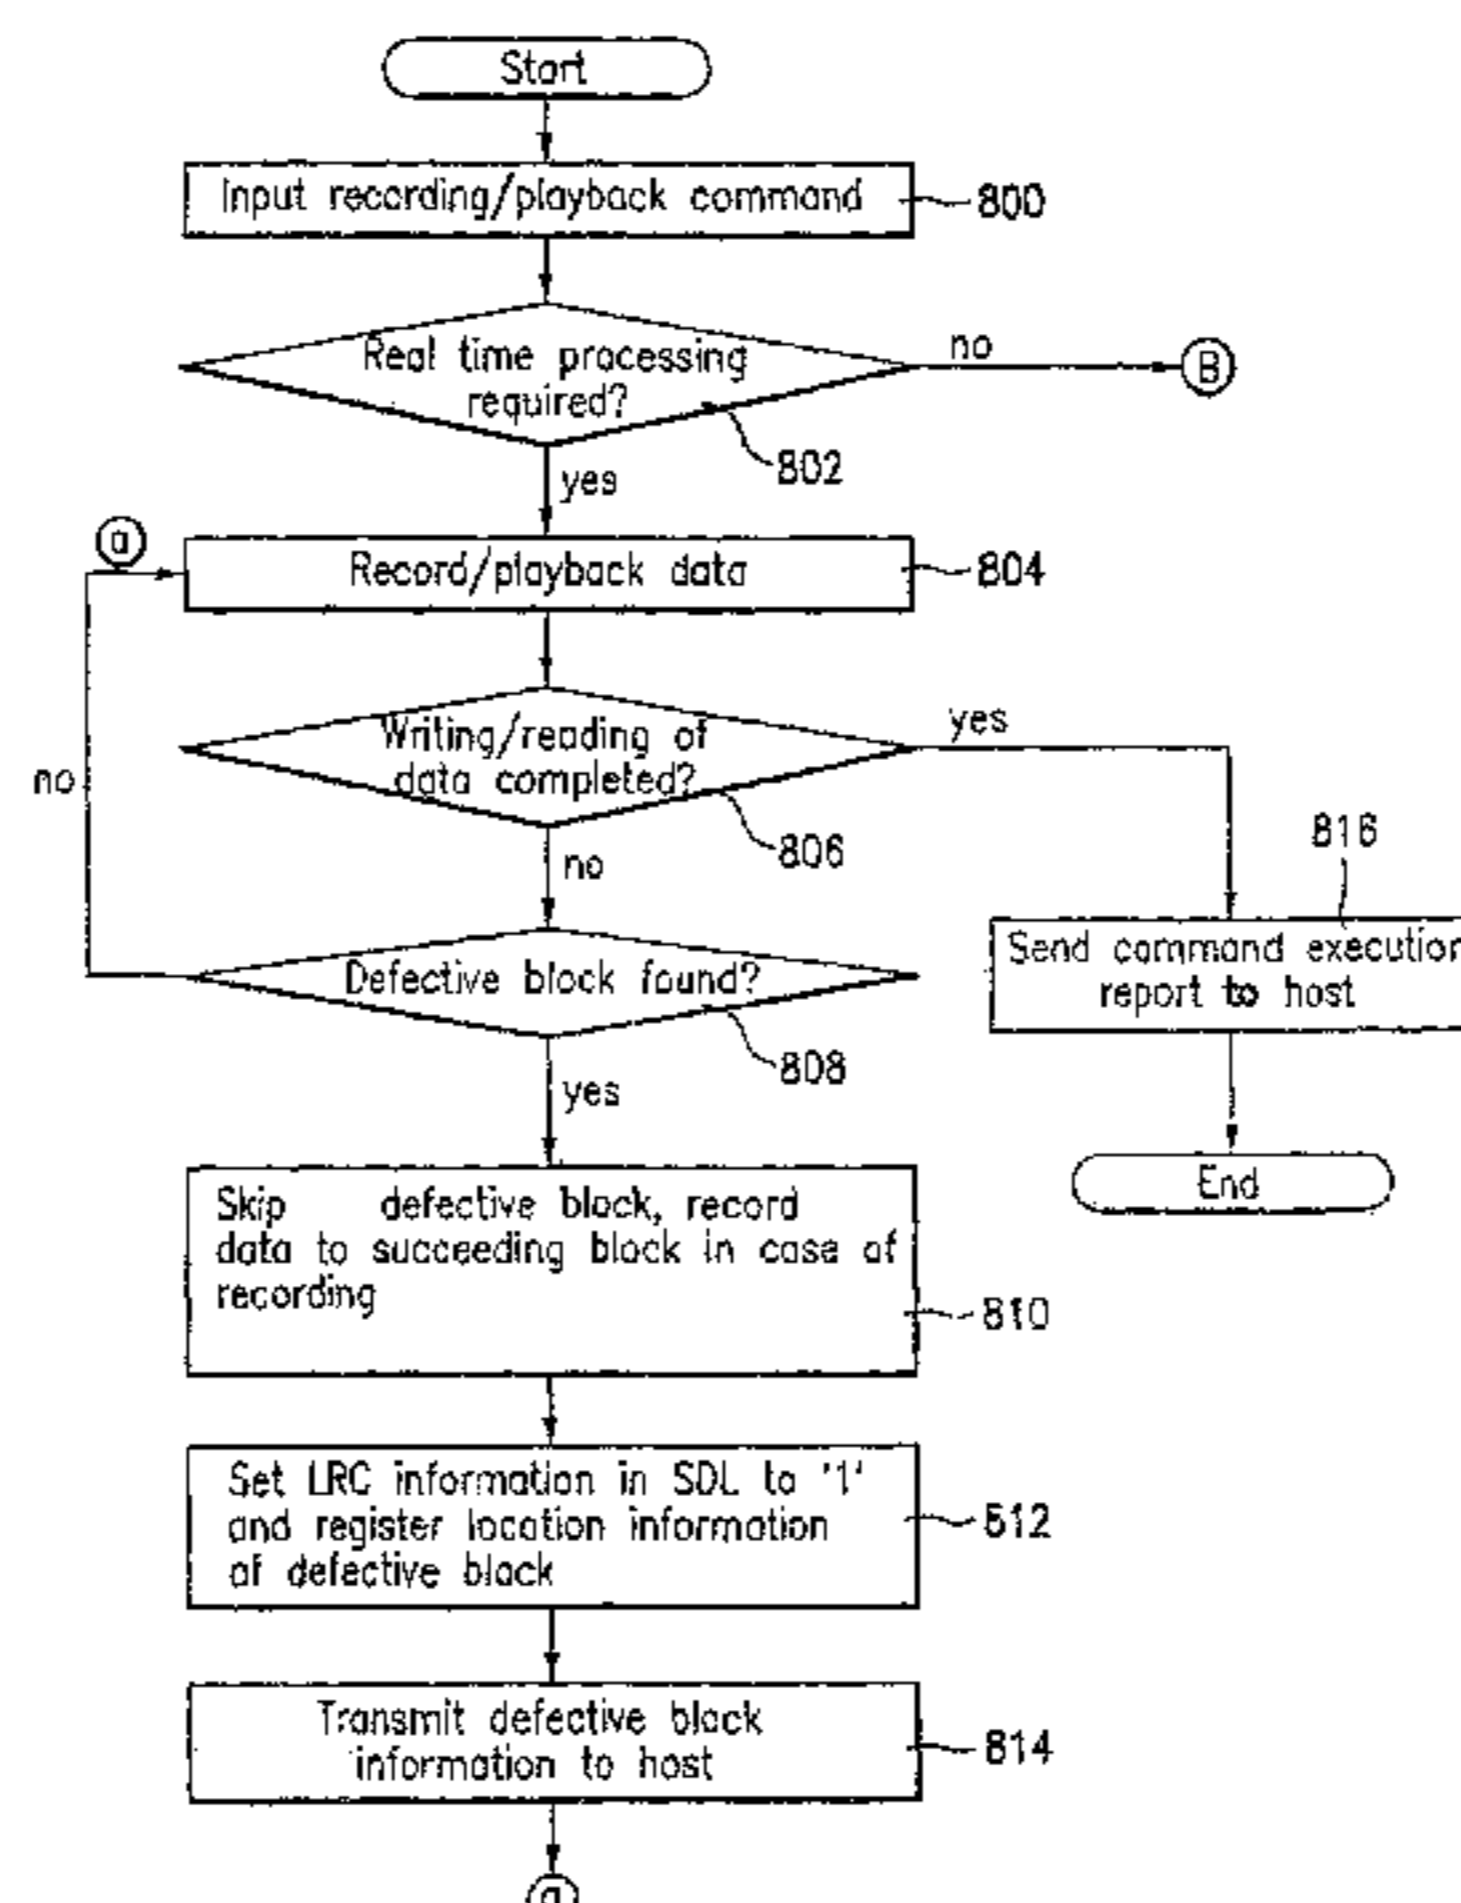 Start
Input recording/playback command
800
Real time processing
required?
no
B
802
yes
a
Record/playback data
804
Writing/reading of
data completed?
yes
no
806
no
816
Send command execution
report to host
Defective block found?
808
yes
End
Skip defective block, record
data to succeeding block in case of
recording
810
Set LRC information in SDL to '1'
and register location information
of defective block
812
Transmit defective block
information to host
814
a